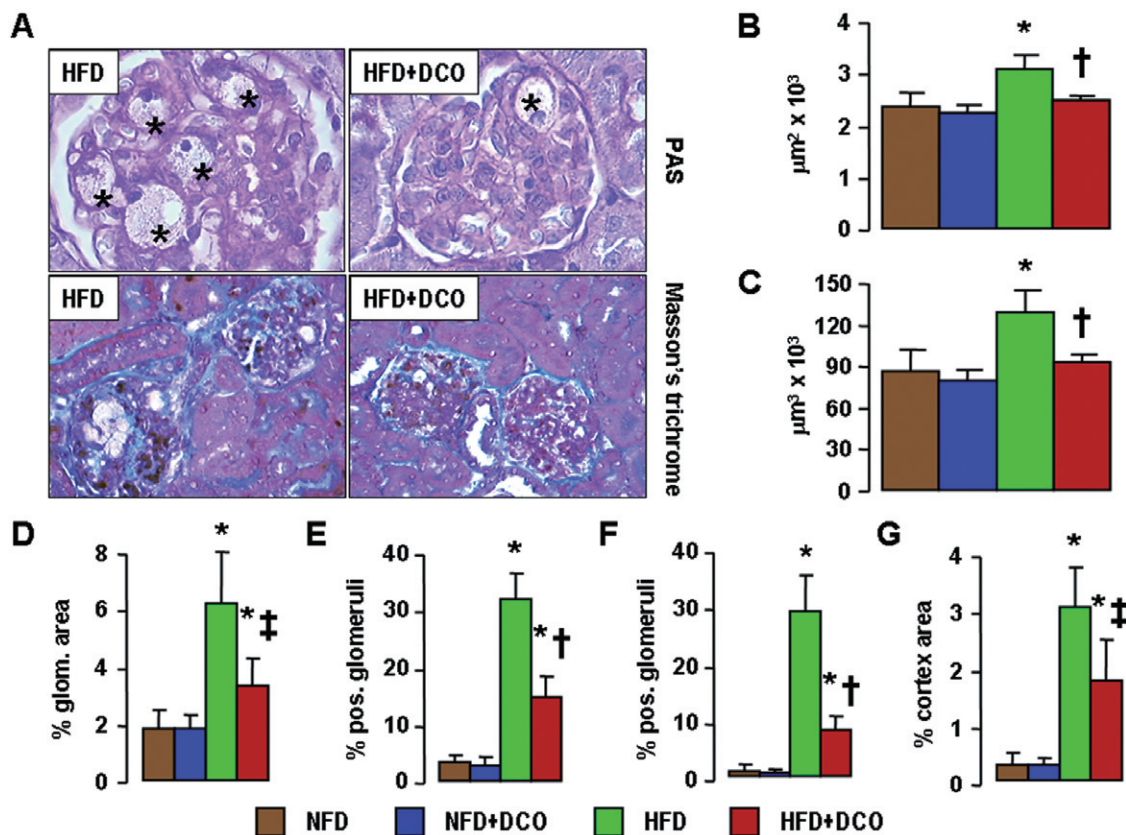 A
HFD
HFD+DCO
PAS
*
*
*
*
*
*
HFD
HFD+DCO
Masson's trichrome
B
µm² x 10³
4
3
2
1
0
*
†
C
µm³ x 10³
150
120
90
60
30
0
*
†
D
% glom. area
8
6
4
2
0
*
*‡
E
% pos. glomeruli
40
30
20
10
0
*
*†
F
% pos. glomeruli
40
30
20
10
0
*
*†
G
% cortex area
4
3
2
1
0
*
*‡
NFD
NFD+DCO
HFD
HFD+DCO